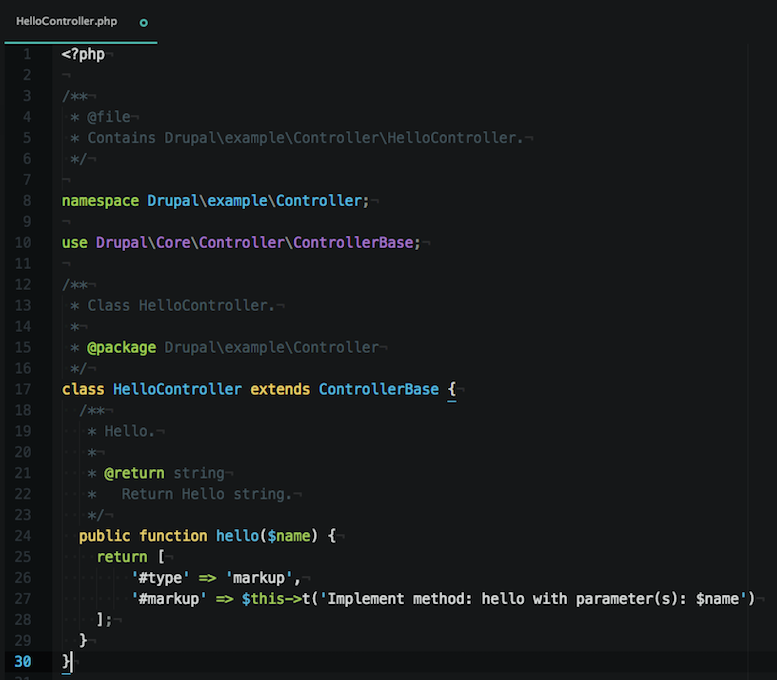 HelloController.php
1 <?php
2
3 /**
4  * @file
5  * Contains Drupal\example\Controller\HelloController.
6  */
7
8 namespace Drupal\example\Controller;
9
10 use Drupal\Core\Controller\ControllerBase;
11
12 /**
13  * Class HelloController.
14  *
15  * @package Drupal\example\Controller
16  */
17 class HelloController extends ControllerBase {
18   /**
19    * Hello.
20    *
21    * @return string
22    *   Return Hello string.
23    */
24   public function hello($name) {
25     return [
26         '#type' => 'markup',
27         '#markup' => $this->t('Implement method: hello with parameter(s): $name')
28     ];
29   }
30 }